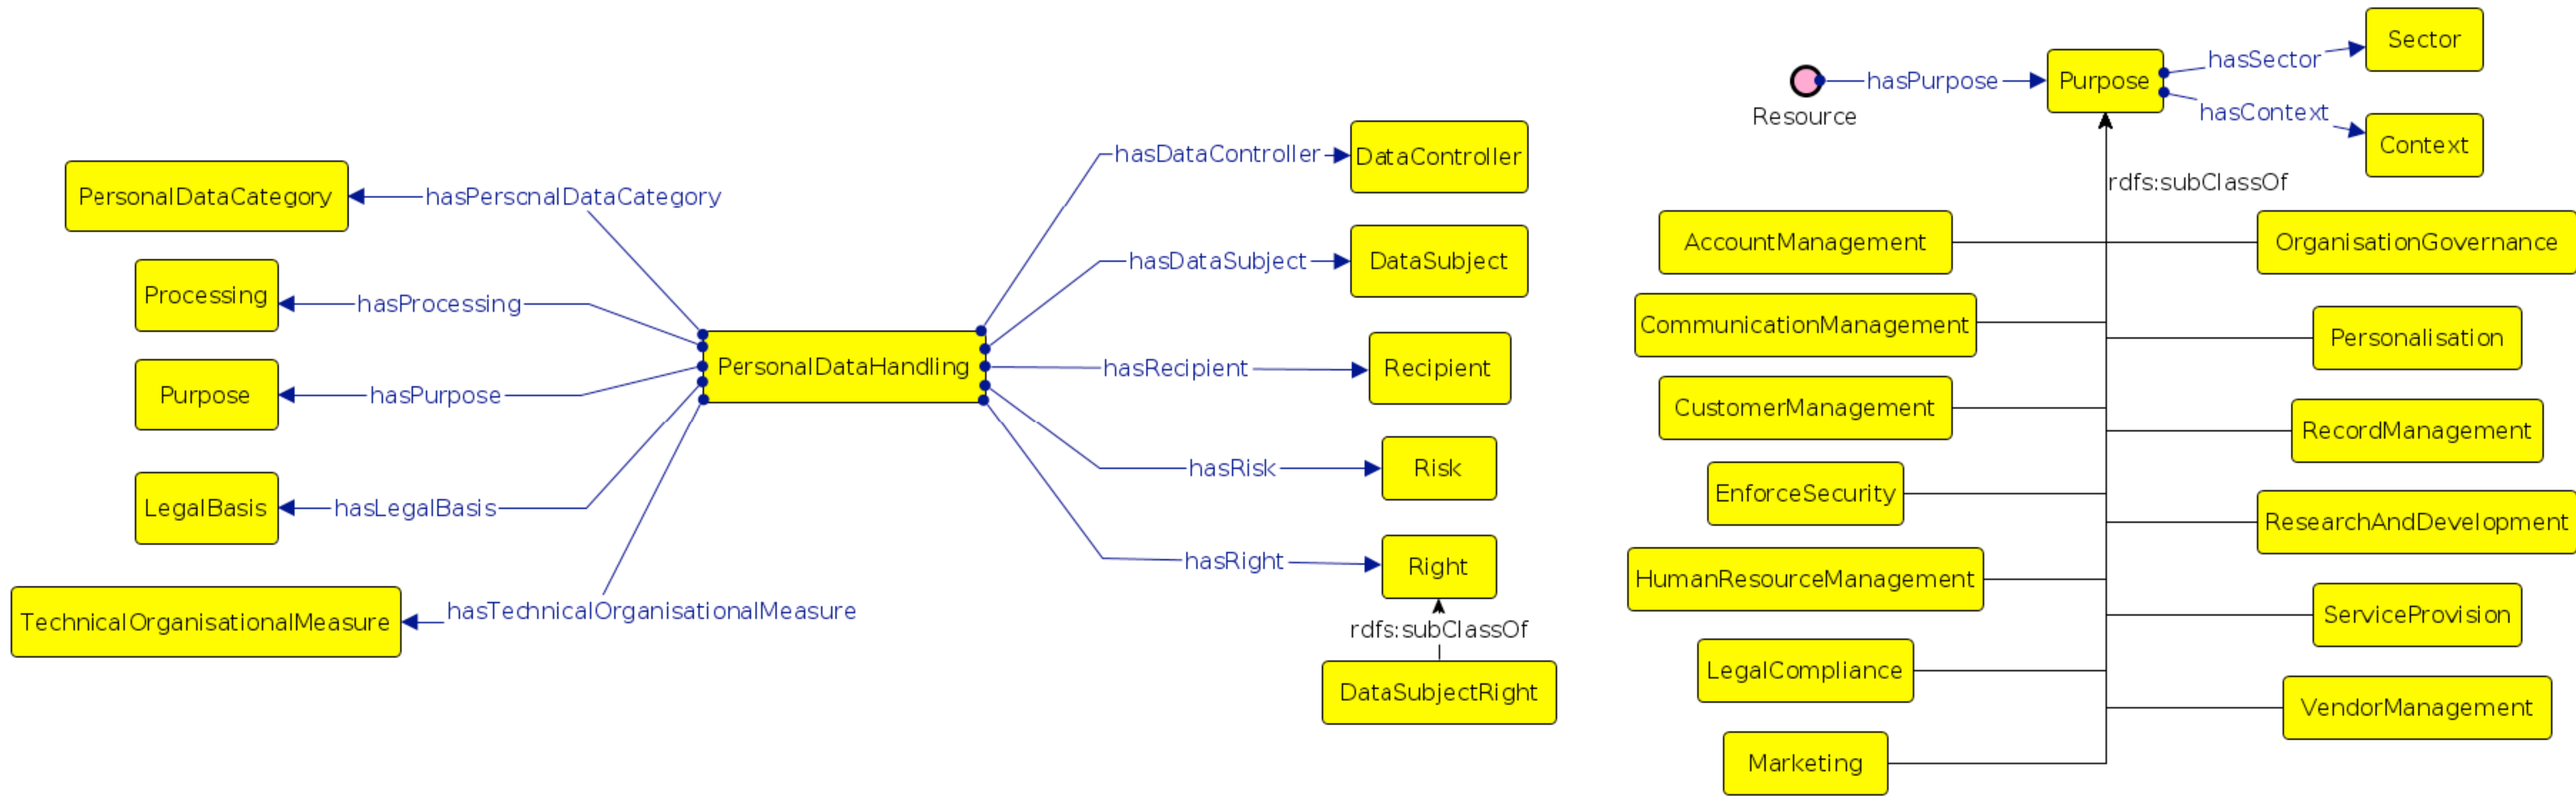 PersonalDataCategory
hasPerscnalDataCategory
Processing
hasProcessing
Purpose
hasPurpose
LegalBasis
hasLegalBasis
TechnicalOrganisationalMeasure
hasTechnicalOrganisationalMeasure
PersonalDataHandling
hasDataController
DataController
hasDataSubject
DataSubject
hasRecipient
Recipient
hasRisk
Risk
hasRight
Right
rdfs:subClassOf
DataSubjectRight
Resource
hasPurpose
Purpose
hasSector
Sector
hasContext
Context
rdfs:subClassOf
AccountManagement
CommunicationManagement
CustomerManagement
EnforceSecurity
HumanResourceManagement
LegalCompliance
Marketing
OrganisationGovernance
Personalisation
RecordManagement
ResearchAndDevelopment
ServiceProvision
VendorManagement